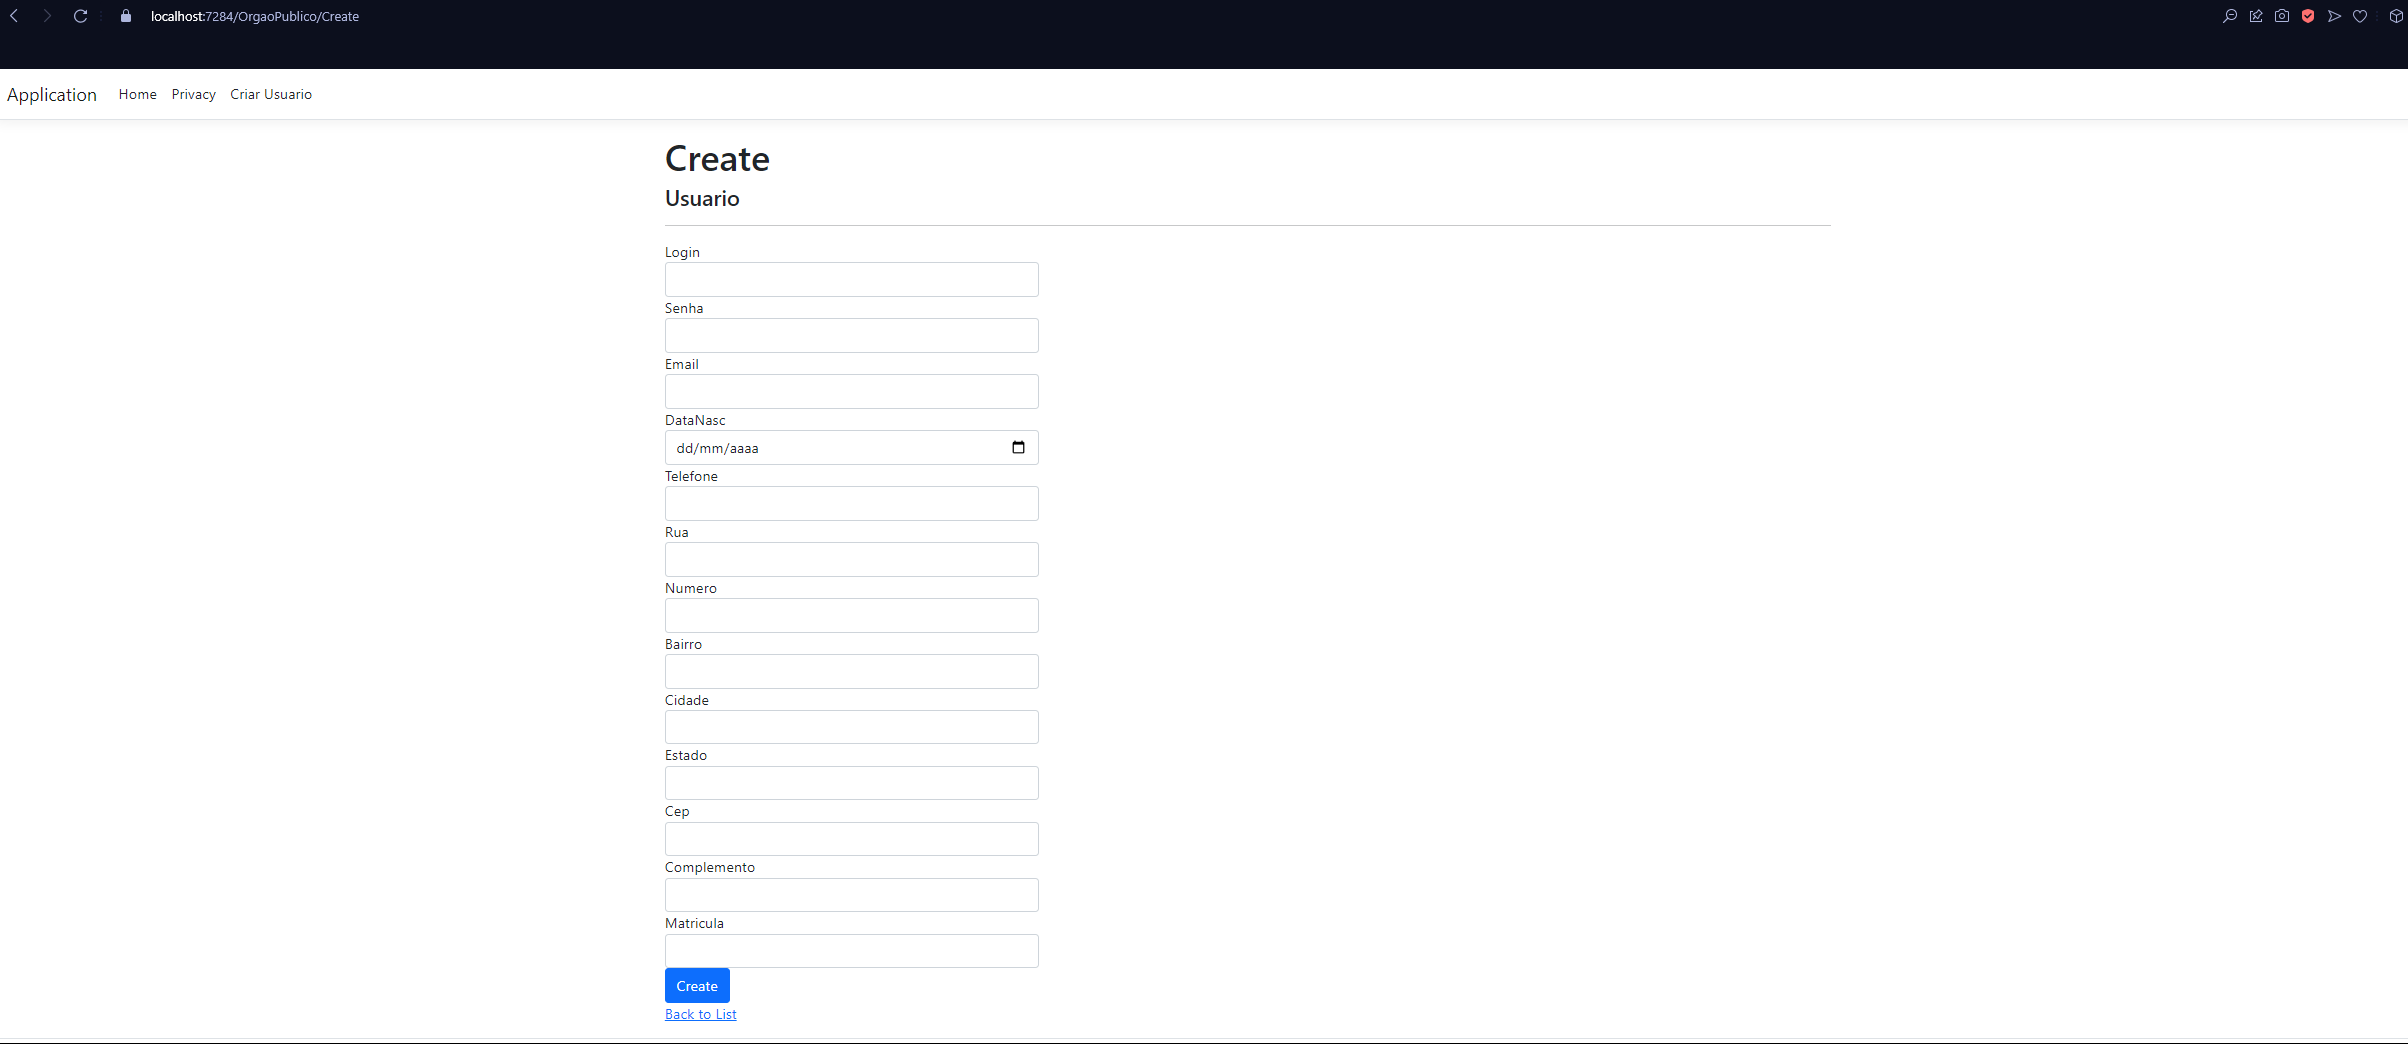 localhost:7284/OrgaoPublico/Create
Application Home Privacy Criar Usuario
Create
Usuario
Login
Senha
Email
DataNasc
dd/mm/aaaa
Telefone
Rua
Numero
Bairro
Cidade
Estado
Cep
Complemento
Matricula
Create
Back to List